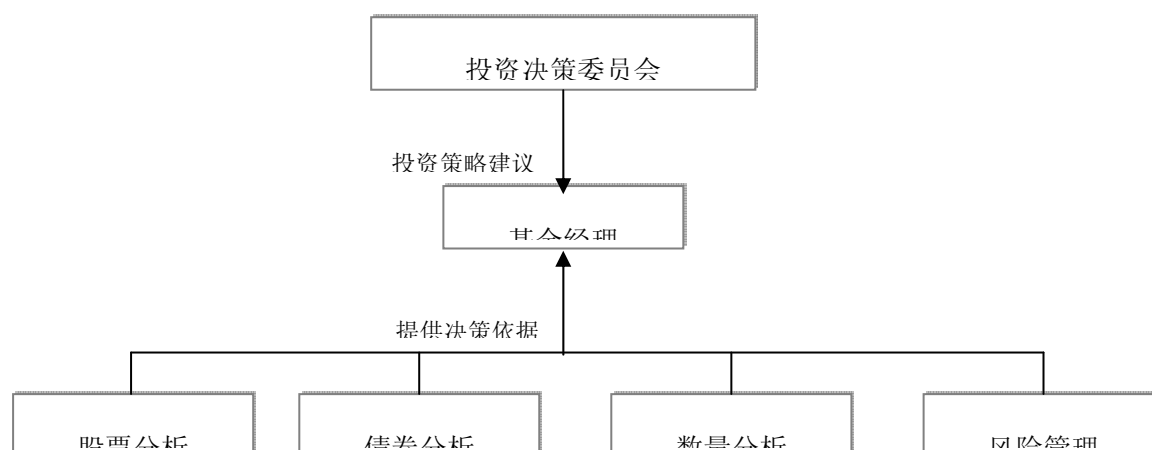 投资决策委员会
投资策略建议
基金经理
提供决策依据
股票分析
债券分析
数量分析
风险管理